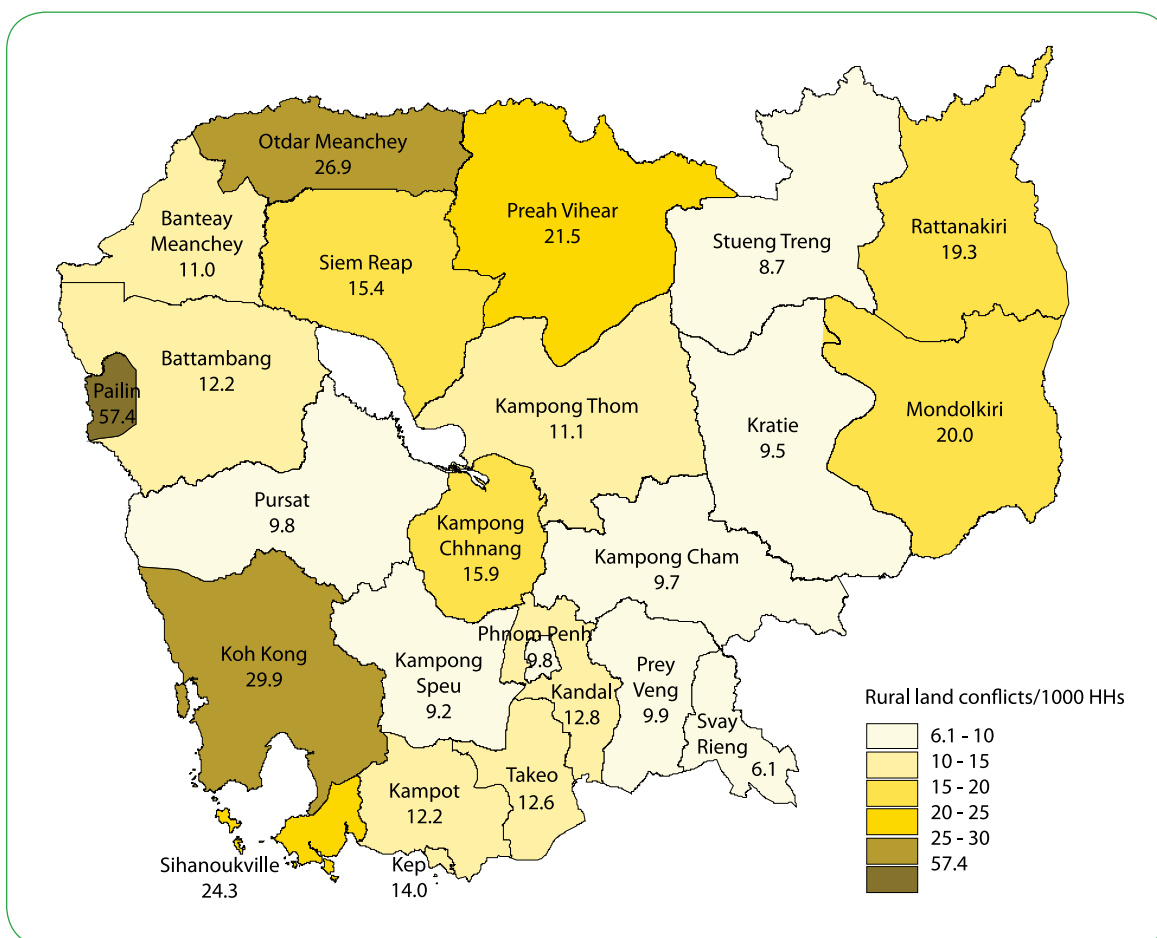 Otdar Meanchey
26.9
Banteay
Meanchey
11.0
Siem Reap
15.4
Preah Vihear
21.5
Stueng Treng
8.7
Rattanakiri
19.3
Battambang
12.2
Pailin
57.4
Kampong Thom
11.1
Kratie
9.5
Mondolkiri
20.0
Pursat
9.8
Kampong
Chhnang
15.9
Kampong Cham
9.7
Koh Kong
29.9
Kampong
Speu
9.2
Phnom Penh
9.8
Kandal
12.8
Prey
Veng
9.9
Svay
Rieng
6.1
Takeo
12.6
Kampot
12.2
Sihanoukville
24.3
Kep
14.0
Rural land conflicts/1000 HHs
6.1 - 10
10 - 15
15 - 20
20 - 25
25 - 30
57.4